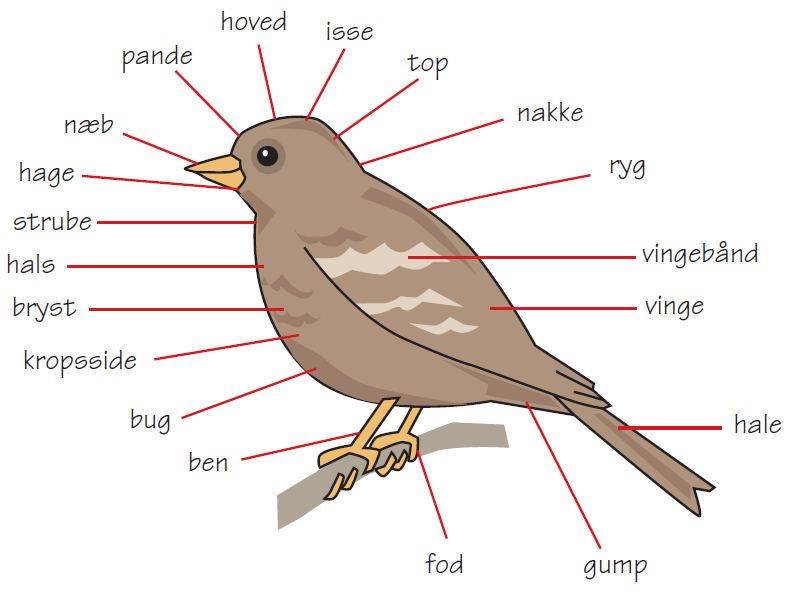 hoved
isse
pande
top
næb
nakke
hage
ryg
strube
vingebånd
hals
bryst
vinge
kropsside
bug
hale
ben
fod
gump